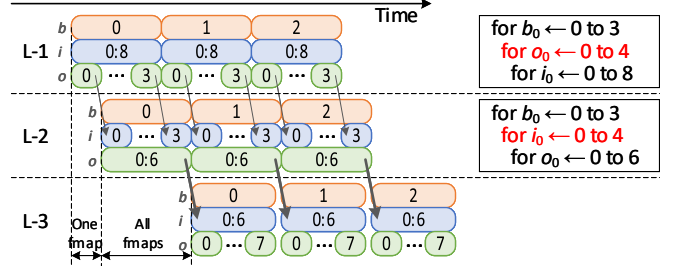 Time
b 0 1 2
L-1 i 0:8 0:8 0:8
o 0 ... 3 0 ... 3 0 ... 3
for b0 ← 0 to 3
for o0 ← 0 to 4
for i0 ← 0 to 8
b 0 1 2
L-2 i 0 ... 3 0 ... 3 0 ... 3
o 0:6 0:6 0:6
for b0 ← 0 to 3
for i0 ← 0 to 4
for o0 ← 0 to 6
b 0 1 2
L-3 i 0:6 0:6 0:6
o 0 ... 7 0 ... 7 0 ... 7
One
fmap
All
fmaps